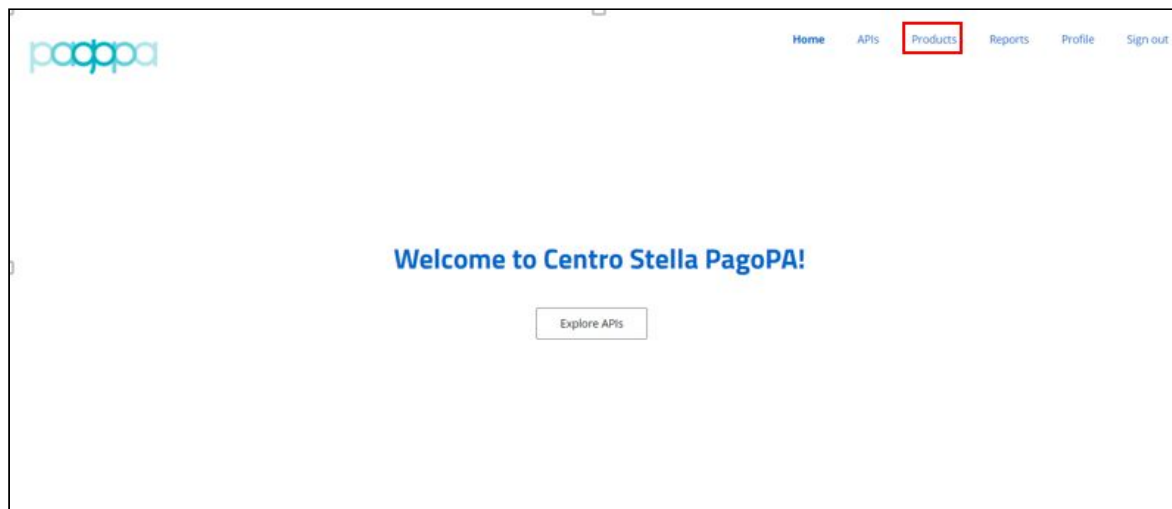 pagopa
Home APIs Products Reports Profile Sign out
Welcome to Centro Stella PagoPA!
Explore APIs